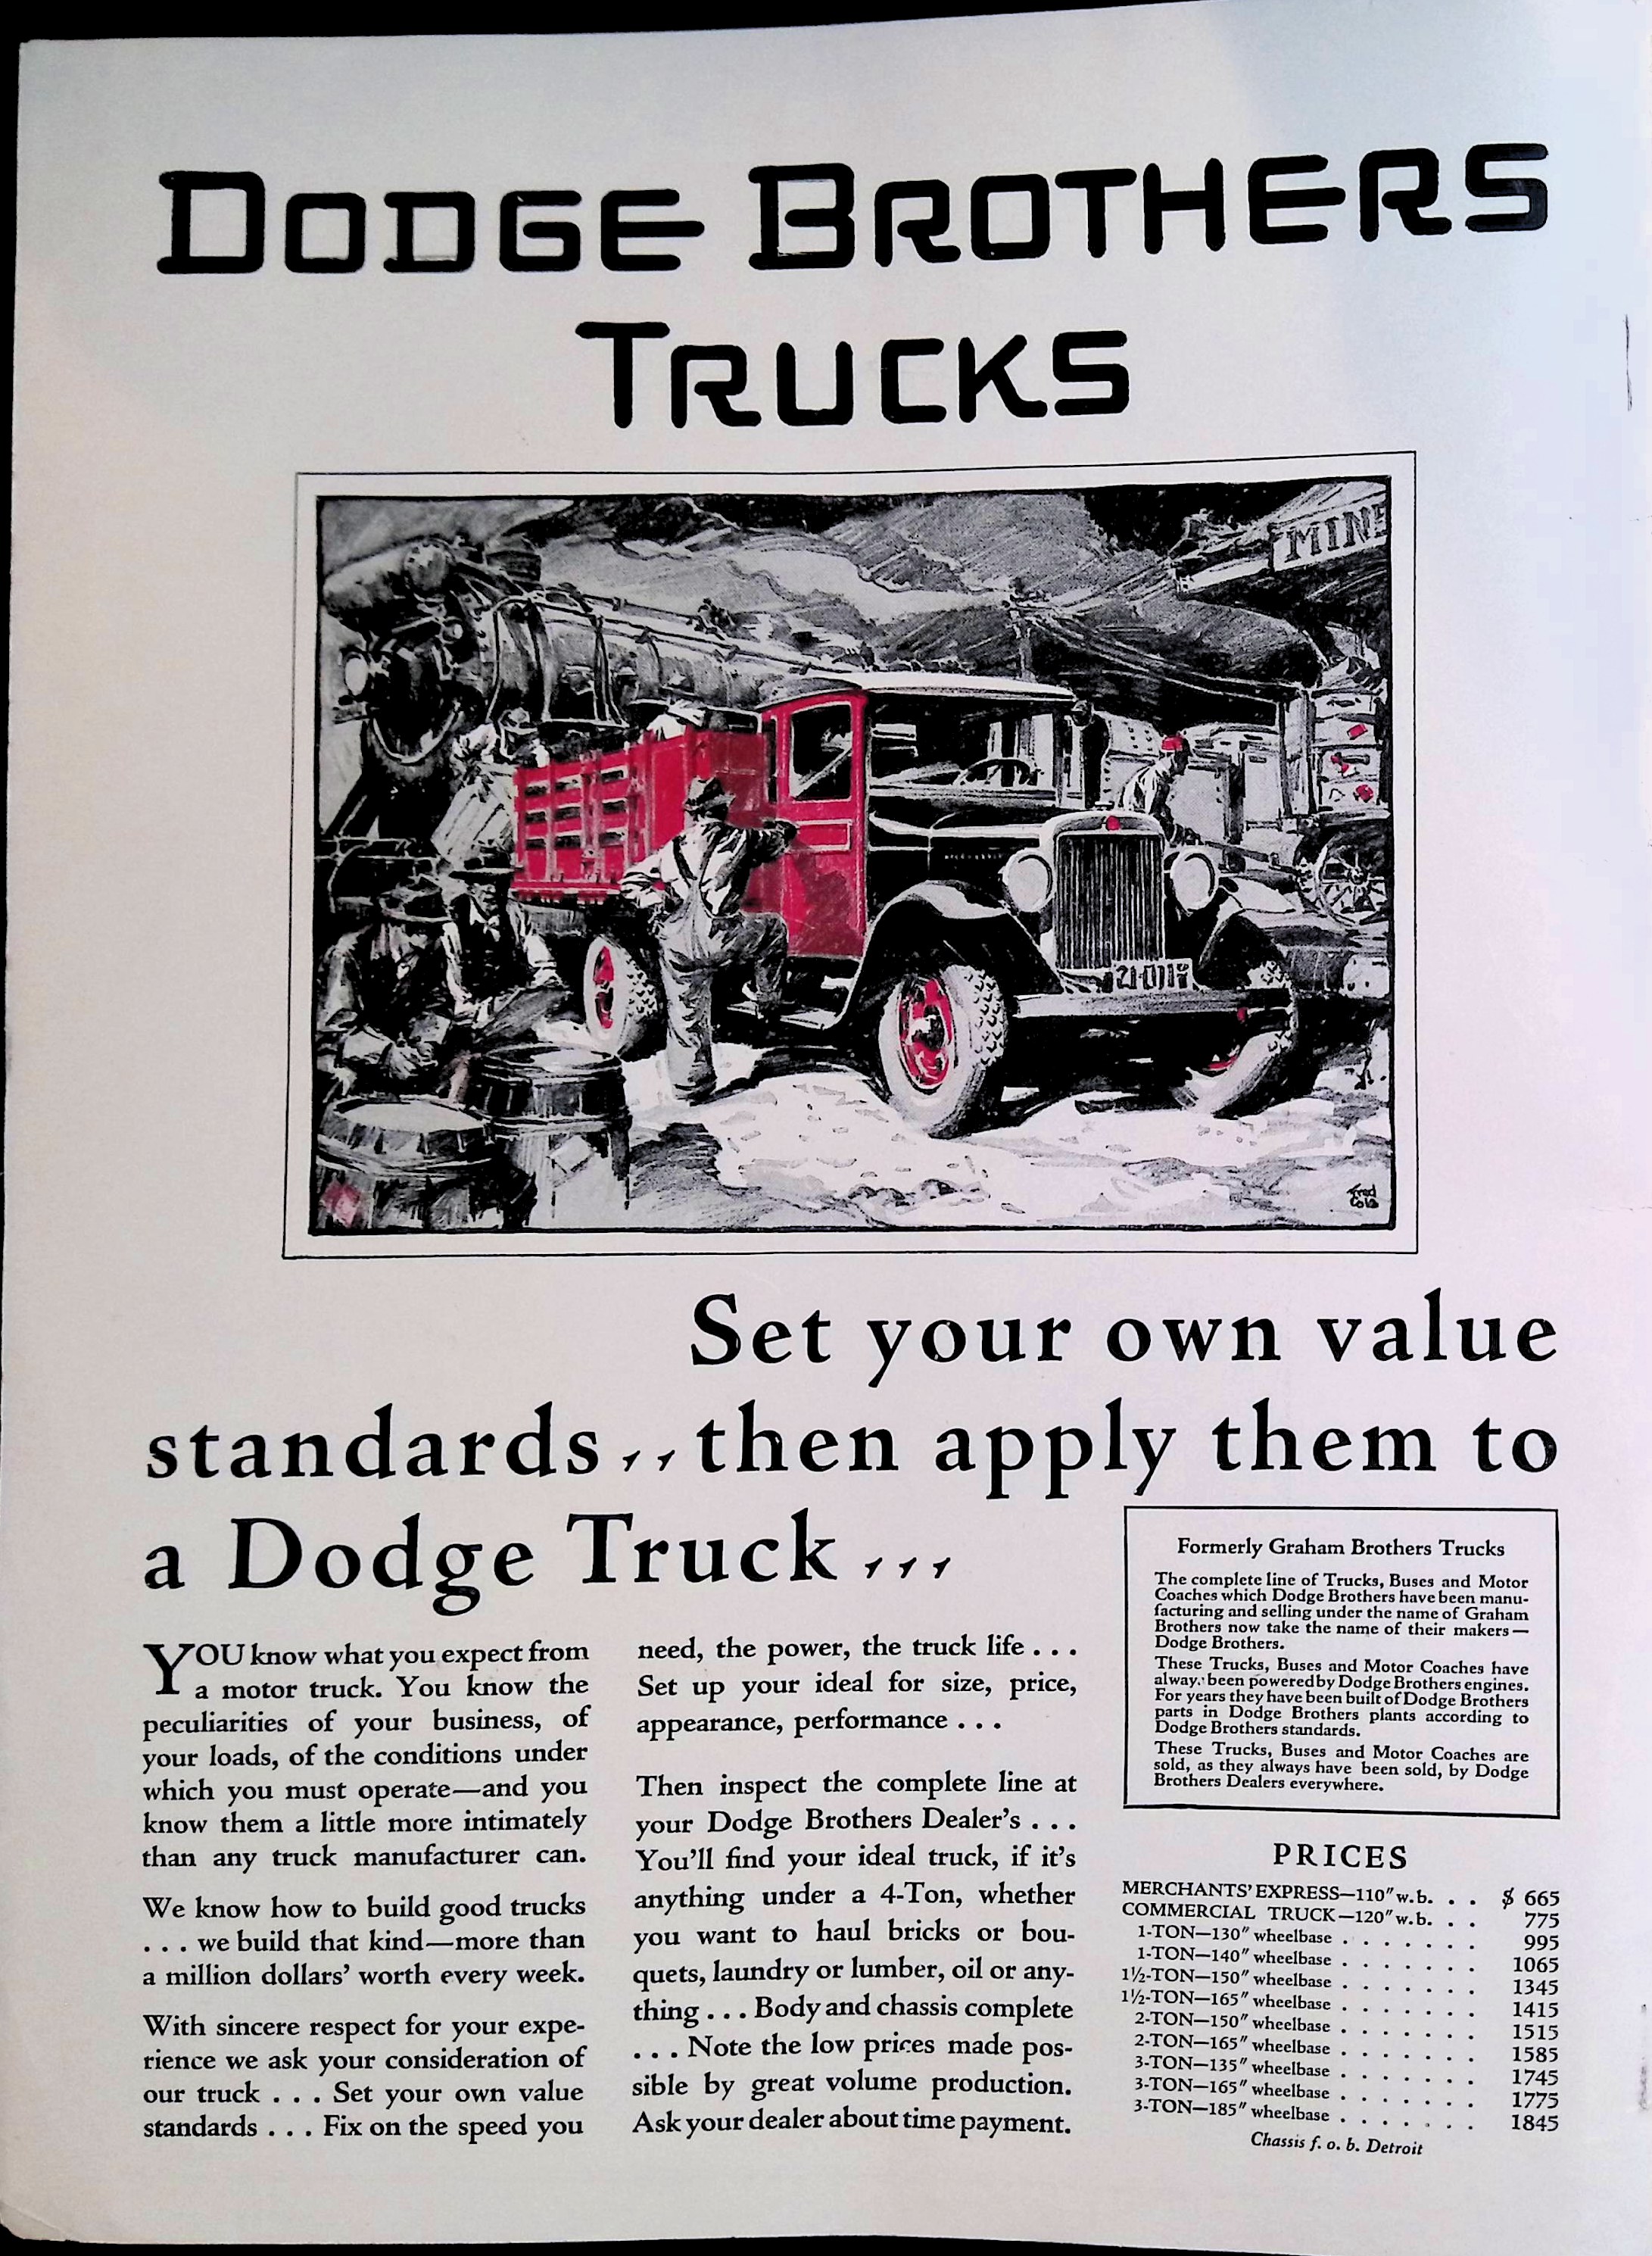 DODGE BROTHERS
TRUCKS
MINE
21-011
Fred
Cole
Set your own value
standards , , then apply them to
a Dodge Truck , , ,
YOU know what you expect from
a motor truck. You know the
peculiarities of your business, of
your loads, of the conditions under
which you must operate—and you
know them a little more intimately
than any truck manufacturer can.
We know how to build good trucks
. . . we build that kind—more than
a million dollars' worth every week.
With sincere respect for your expe-
rience we ask your consideration of
our truck . . . Set your own value
standards . . . Fix on the speed you
need, the power, the truck life . . .
Set up your ideal for size, price,
appearance, performance . . .
Then inspect the complete line at
your Dodge Brothers Dealer's . . .
You'll find your ideal truck, if it's
anything under a 4-Ton, whether
you want to haul bricks or bou-
quets, laundry or lumber, oil or any-
thing . . . Body and chassis complete
. . . Note the low prices made pos-
sible by great volume production.
Ask your dealer about time payment.
Formerly Graham Brothers Trucks
The complete line of Trucks, Buses and Motor
Coaches which Dodge Brothers have been manu-
facturing and selling under the name of Graham
Brothers now take the name of their makers—
Dodge Brothers.
These Trucks, Buses and Motor Coaches have
always been powered by Dodge Brothers engines.
For years they have been built of Dodge Brothers
parts in Dodge Brothers plants according to
Dodge Brothers standards.
These Trucks, Buses and Motor Coaches are
sold, as they always have been sold, by Dodge
Brothers Dealers everywhere.
PRICES
MERCHANTS' EXPRESS—110" w.b. . . . $ 665
COMMERCIAL TRUCK—120" w.b. . . . 775
1-TON—130" wheelbase . . . . . . . 995
1-TON—140" wheelbase . . . . . . . 1065
1½-TON—150" wheelbase . . . . . . . 1345
1½-TON—165" wheelbase . . . . . . . 1415
2-TON—150" wheelbase . . . . . . . 1515
2-TON—165" wheelbase . . . . . . . 1585
3-TON—135" wheelbase . . . . . . . 1745
3-TON—165" wheelbase . . . . . . . 1775
3-TON—185" wheelbase . . . . . . . 1845
Chassis f. o. b. Detroit